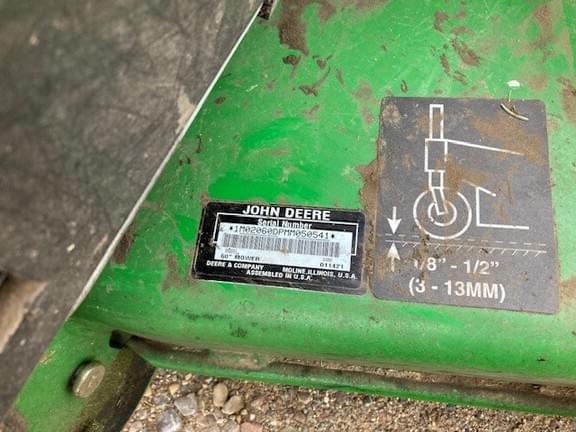 JOHN DEERE
Serial Number
*1M02060DPMM050541*
60" MOWER
011421
DEERE & COMPANY MOLINE, ILLINOIS, U.S.A.
ASSEMBLED IN U.S.A.
1/8" - 1/2"
(3 - 13MM)